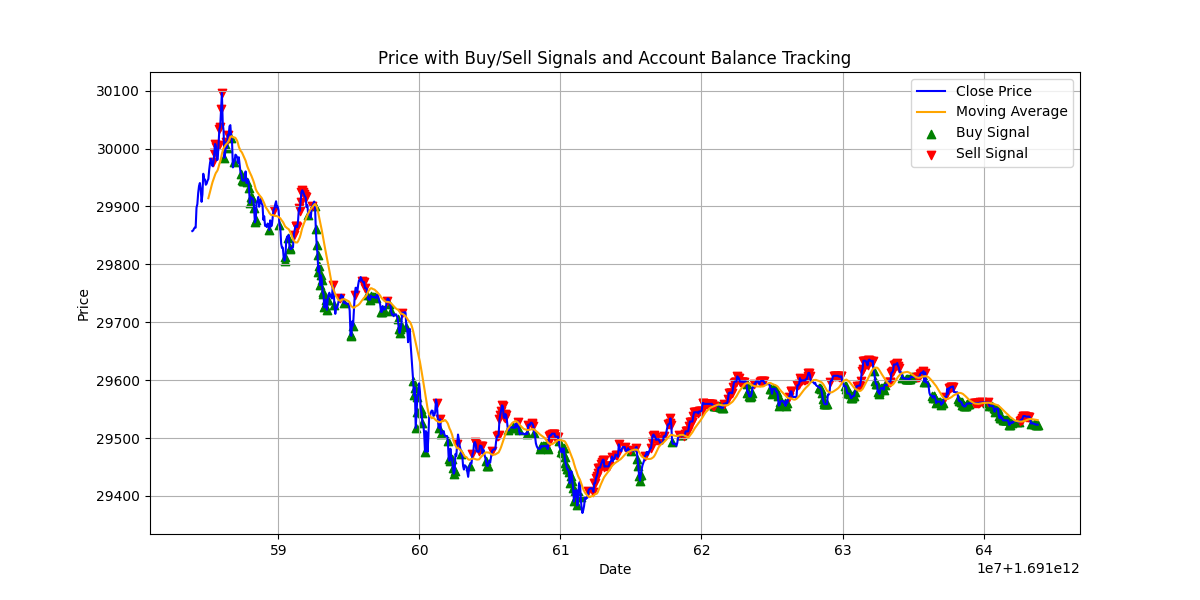 Price with Buy/Sell Signals and Account Balance Tracking
Close Price
Moving Average
Buy Signal
Sell Signal
30100
30000
29900
29800
29700
29600
29500
29400
Price
59 60 61 62 63 64
Date
1e7+1.691e12